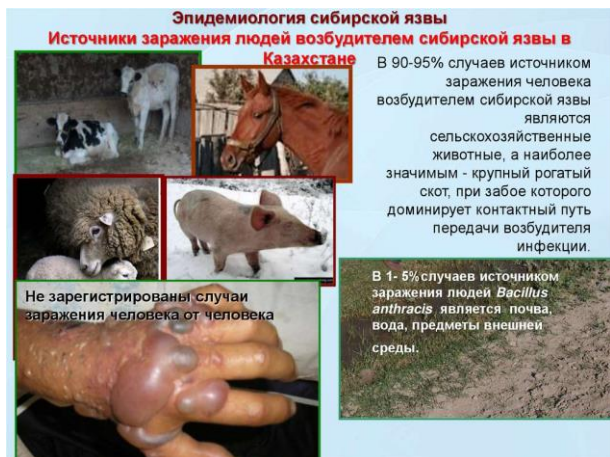 Эпидемиология сибирской язвы
Источники заражения людей возбудителем сибирской язвы в
Казахстане
В 90-95% случаев источником
заражения человека
возбудителем сибирской язвы
являются
сельскохозяйственные
животные, а наиболее
значимым - крупный рогатый
скот, при забое которого
доминирует контактный путь
передачи возбудителя
инфекции.
Не зарегистрированы случаи
заражения человека от человека
В 1- 5% случаев источником
заражения людей Bacillus
anthracis является почва,
вода, предметы внешней
среды.